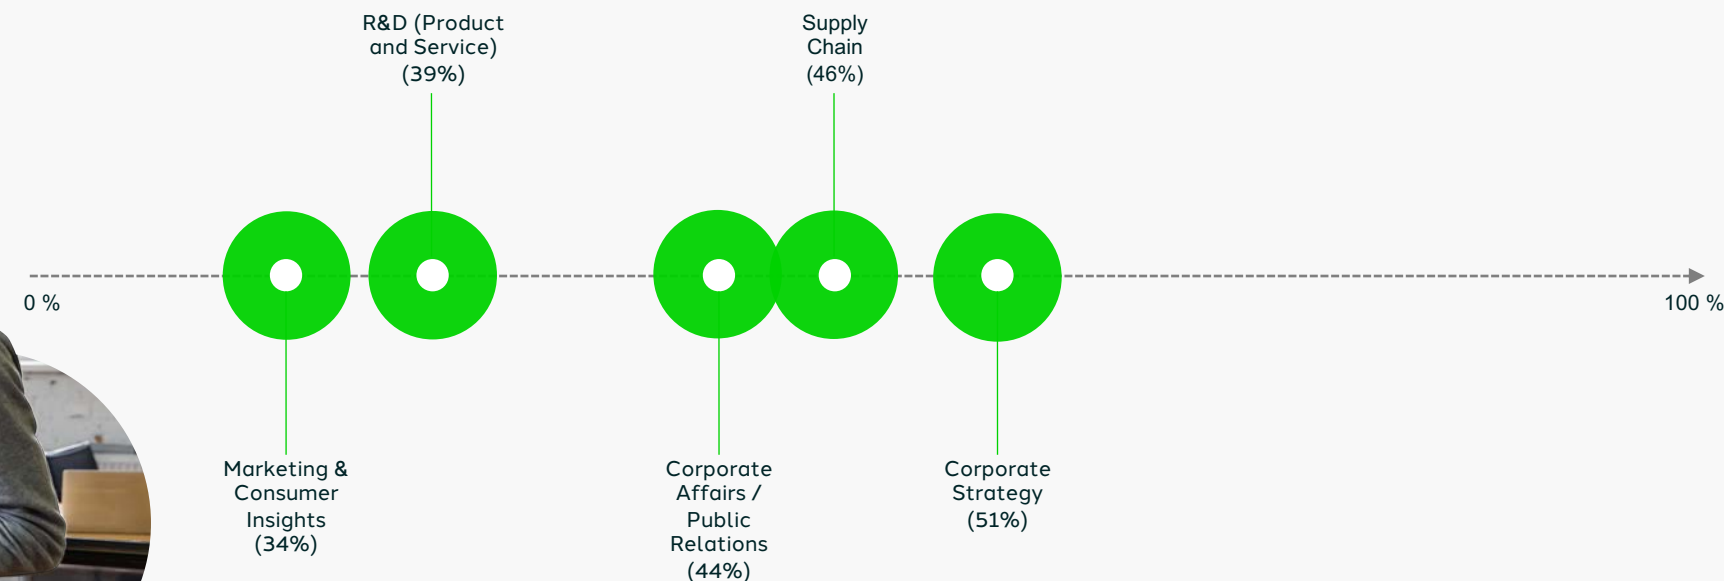 R&D (Product
and Service)
(39%)
Supply
Chain
(46%)
0 %
100 %
Marketing &
Consumer
Insights
(34%)
Corporate
Affairs /
Public
Relations
(44%)
Corporate
Strategy
(51%)